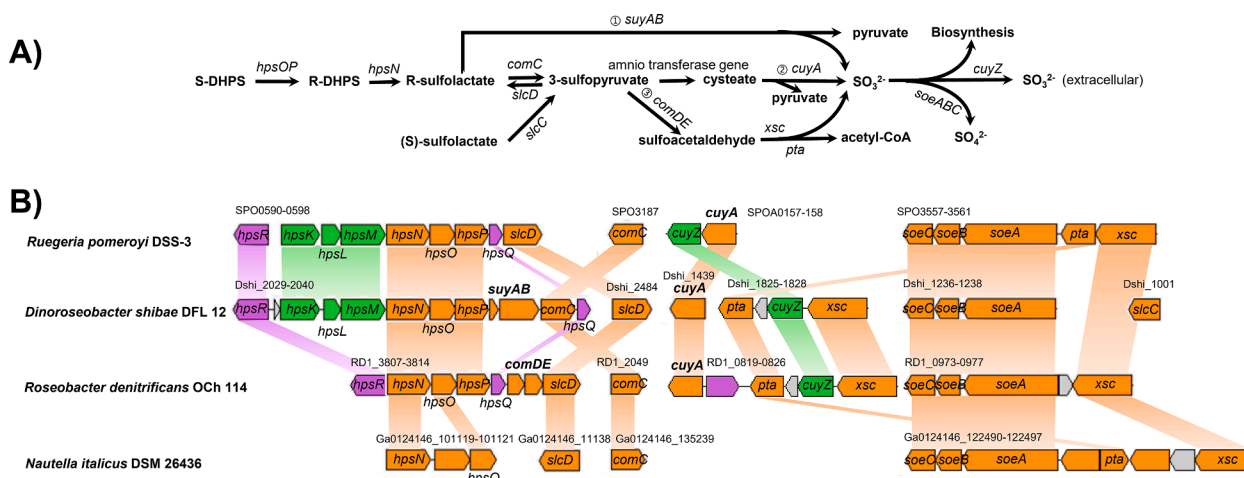 A)
① suyAB
pyruvate
Biosynthesis
S-DHPS
hpsOP
R-DHPS
hpsN
R-sulfolactate
comC
slcD
3-sulfopyruvate
amnio transferase gene
cysteate
② cuyA
pyruvate
SO₃²⁻
cuyZ
SO₃²⁻ (extracellular)
soeABC
SO₄²⁻
(S)-sulfolactate
slcC
③ comDE
sulfoacetaldehyde
xsc
pta
acetyl-CoA
B)
SPO0590-0598
SPO3187
cuyA
SPOA0157-158
SPO3557-3561
Ruegeria pomeroyi DSS-3
hpsR hpsK hpsL hpsM hpsN hpsO hpsP hpsQ slcD comC cuyZ soeC soeB soeA pta xsc
Dshi_2029-2040
suyAB
Dshi_2484
Dshi_1439
cuyA
Dshi_1825-1828
Dshi_1236-1238
Dshi_1001
Dinoroseobacter shibae DFL 12
hpsR hpsK hpsL hpsM hpsN hpsO hpsP comC hpsQ slcD pta cuyZ xsc soeC soeB soeA slcC
RD1_3807-3814
comDE
RD1_2049
cuyA
RD1_0819-0826
RD1_0973-0977
Roseobacter denitrificans OCh 114
hpsR hpsN hpsO hpsP hpsQ slcD comC pta cuyZ xsc soeC soeB soeA xsc
Ga0124146_101119-101121
Ga0124146_11138
Ga0124146_135239
Ga0124146_122490-122497
Nautella italicus DSM 26436
hpsN hpsO slcD comC soeC soeB soeA pta xsc